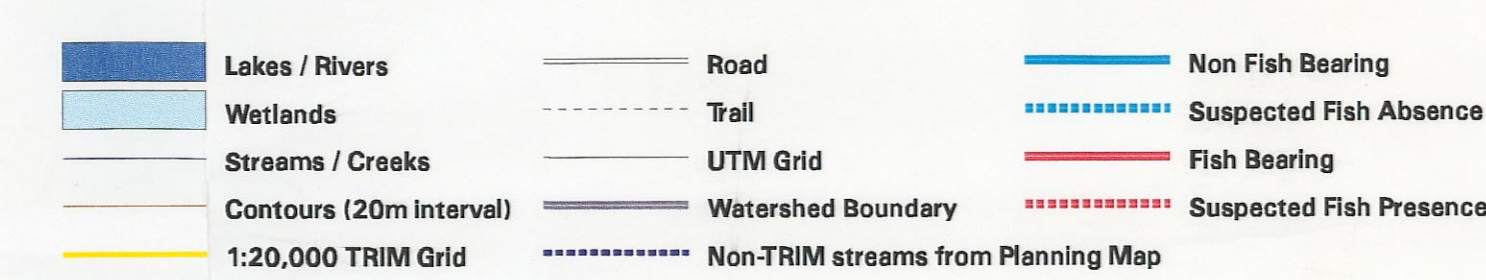 Lakes / Rivers
Wetlands
Streams / Creeks
Contours (20m interval)
1:20,000 TRIM Grid
Road
Trail
UTM Grid
Watershed Boundary
Non-TRIM streams from Planning Map
Non Fish Bearing
Suspected Fish Absence
Fish Bearing
Suspected Fish Presence